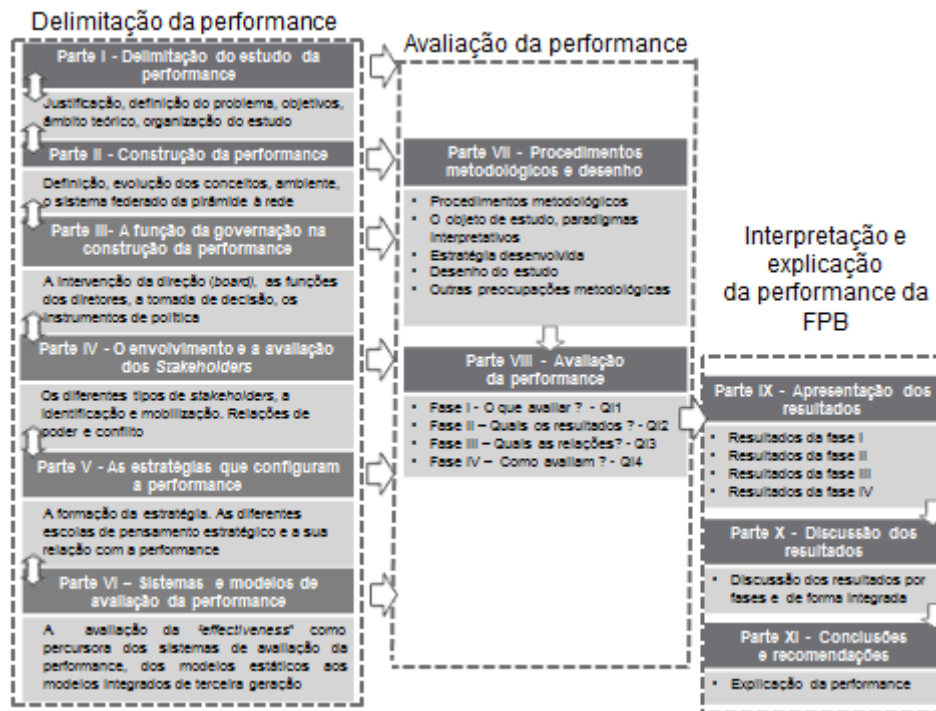 Delimitação da performance
Parte I - Delimitação do estudo da
performance
Justificação, definição do problema, objetivos,
âmbito teórico, organização do estudo
Parte II - Construção da performance
Definição, evolução dos conceitos, ambiente,
o sistema federado da pirâmide à rede
Parte III- A função da governação na
construção da performance
A intervenção da direção (board), as funções
dos diretores, a tomada de decisão, os
instrumentos de política
Parte IV - O envolvimento e a avaliação
dos Stakeholders
Os diferentes tipos de stakeholders, a
identificação e mobilização. Relações de
poder e conflito
Parte V - As estratégias que configuram
a performance
A formação da estratégia. As diferentes
escolas de pensamento estratégico e a sua
relação com a performance
Parte VI – Sistemas e modelos de
avaliação da performance
A avaliação da “effectiveness” como
percursora dos sistemas de avaliação da
performance, dos modelos estáticos aos
modelos integrados de terceira geração
Avaliação da performance
Parte VII - Procedimentos
metodológicos e desenho
• Procedimentos metodológicos
• O objeto de estudo, paradigmas
interpretativos
• Estratégia desenvolvida
• Desenho do estudo
• Outras preocupações metodológicas
Parte VIII - Avaliação
da performance
• Fase I - O que avaliar ? - QI1
• Fase II – Quais os resultados ? - QI2
• Fase III – Quais as relações? - QI3
• Fase IV – Como avaliam ? - QI4
Interpretação e
explicação
da performance da
FPB
Parte IX - Apresentação dos
resultados
• Resultados da fase I
• Resultados da fase II
• Resultados da fase III
• Resultados da fase IV
Parte X - Discussão dos
resultados
• Discussão dos resultados por
fases e de forma integrada
Parte XI - Conclusões
e recomendações
• Explicação da performance